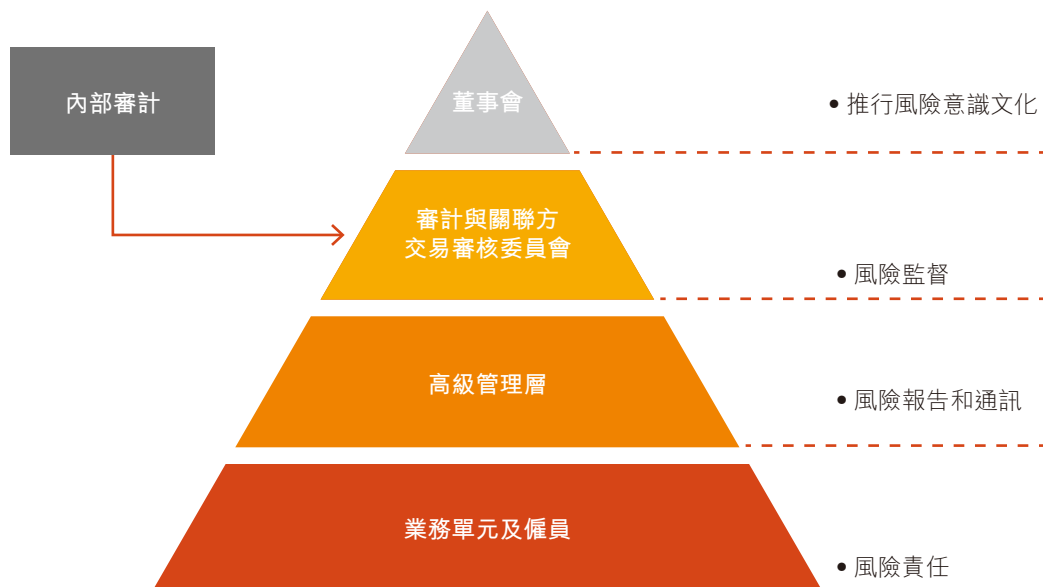 內部審計
董事會
• 推行風險意識文化
審計與關聯方
交易審核委員會
• 風險監督
高級管理層
• 風險報告和通訊
業務單元及僱員
• 風險責任